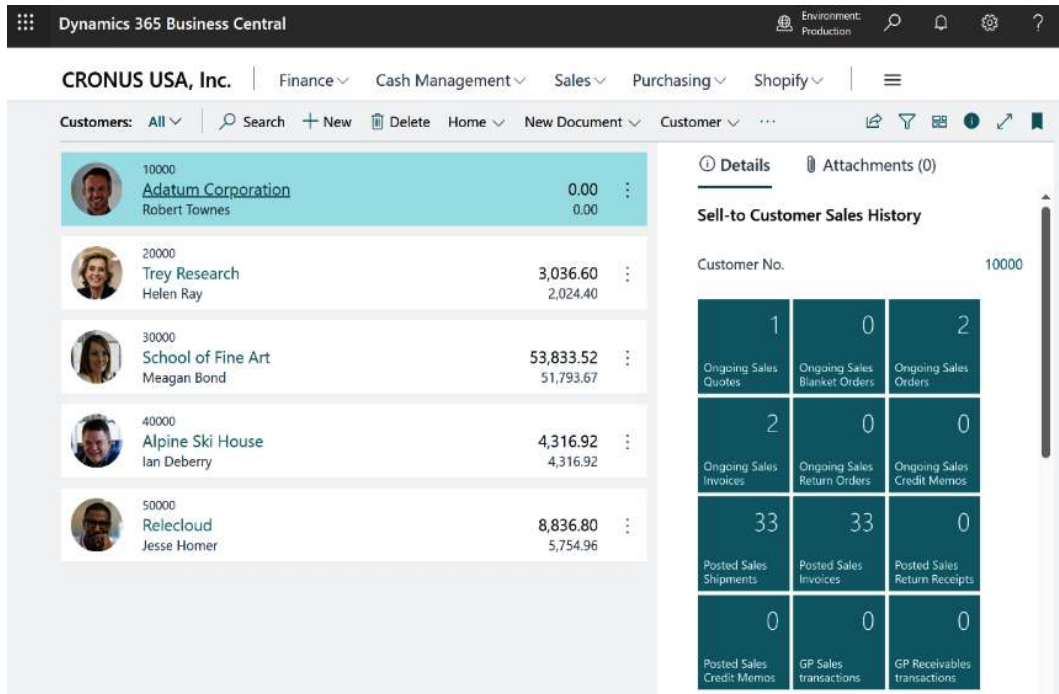 Dynamics 365 Business Central
Environment:
Production
?
CRONUS USA, Inc.
Finance
Cash Management
Sales
Purchasing
Shopify
Customers: All
Search
New
Delete
Home
New Document
Customer
10000
Adatum Corporation
Robert Townes
0.00
0.00
20000
Trey Research
Helen Ray
3,036.60
2,024.40
30000
School of Fine Art
Meagan Bond
53,833.52
51,793.67
40000
Alpine Ski House
Ian Deberry
4,316.92
4,316.92
50000
Relecloud
Jesse Homer
8,836.80
5,754.96
Details
Attachments (0)
Sell-to Customer Sales History
Customer No. 10000
1
Ongoing Sales
Quotes
0
Ongoing Sales
Blanket Orders
2
Ongoing Sales
Orders
2
Ongoing Sales
Invoices
0
Ongoing Sales
Return Orders
0
Ongoing Sales
Credit Memos
33
Posted Sales
Shipments
33
Posted Sales
Invoices
0
Posted Sales
Return Receipts
0
Posted Sales
Credit Memos
0
GP Sales
transactions
0
GP Receivables
transactions